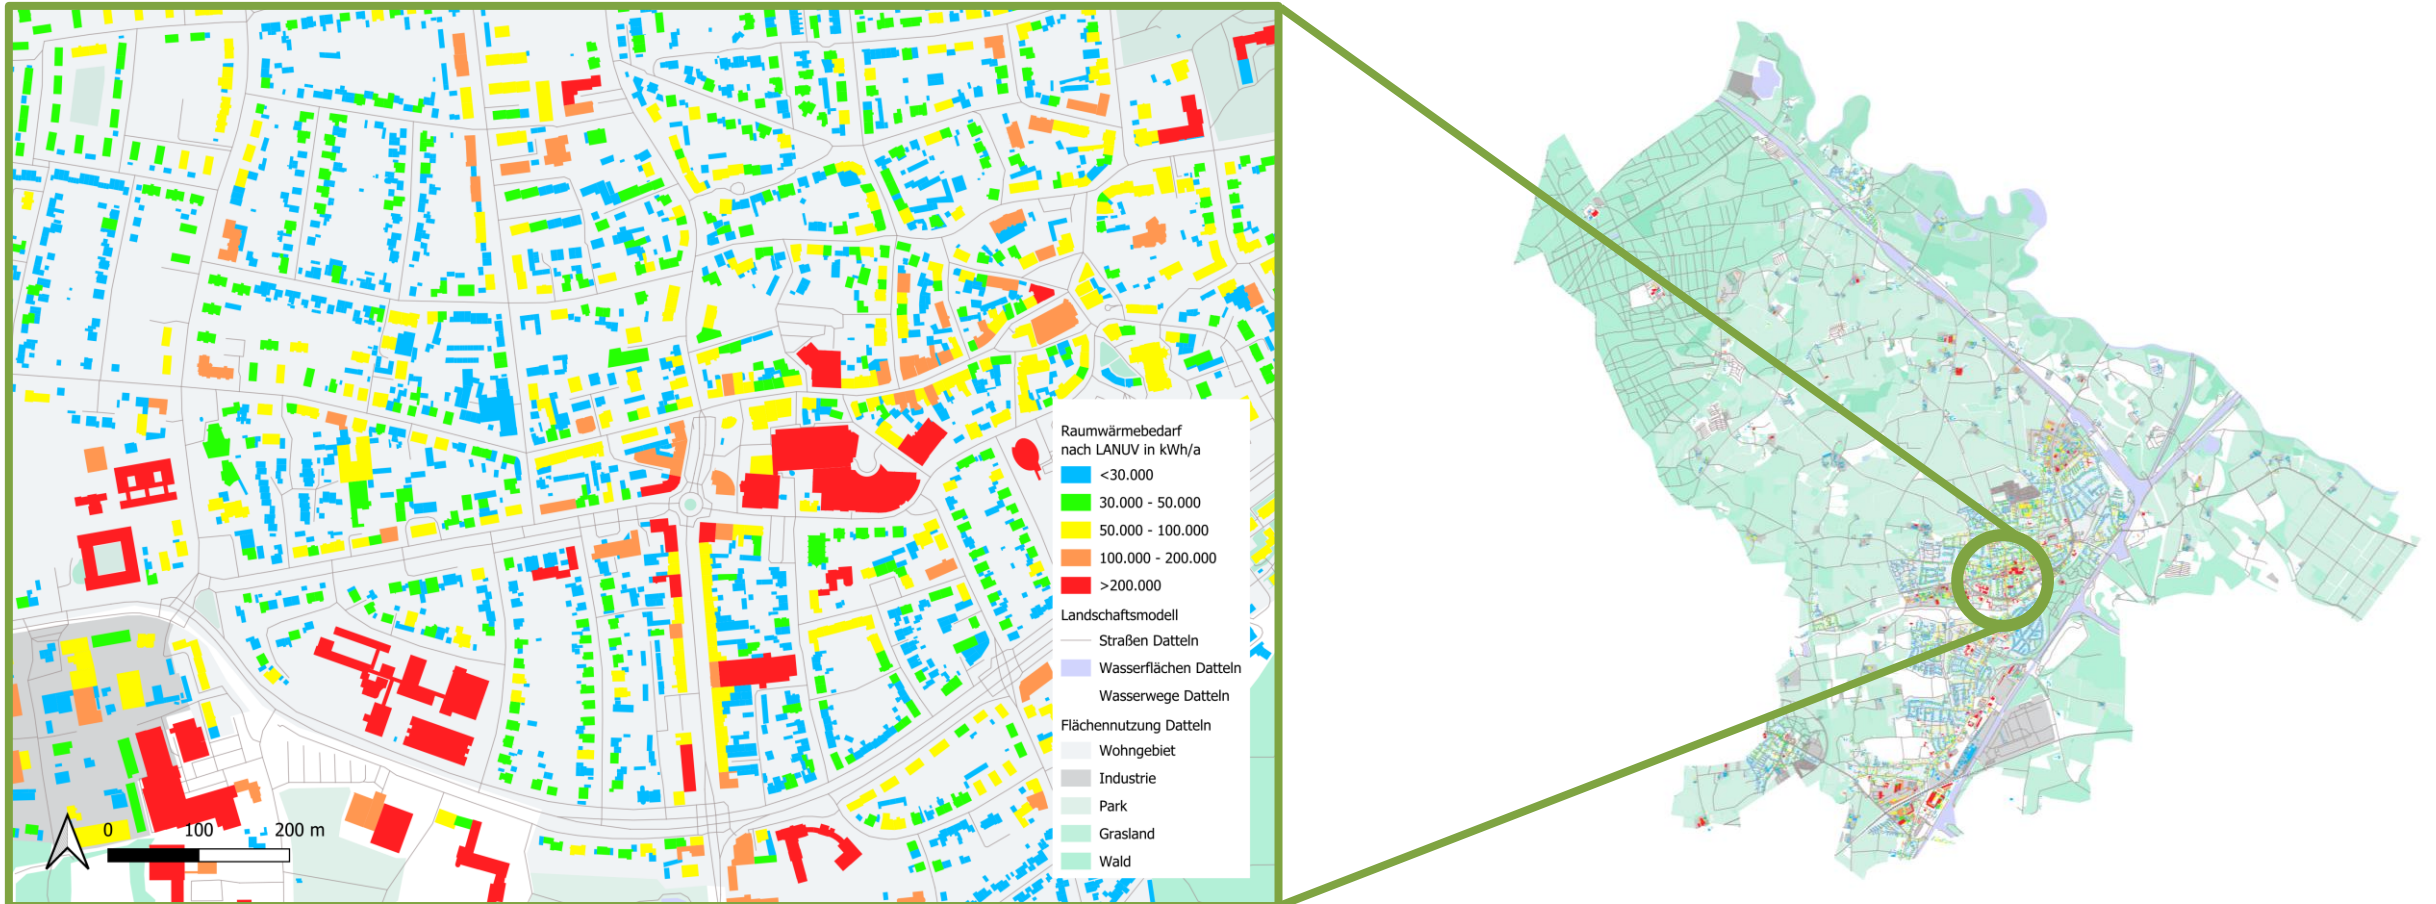 Raumwärmebedarf
nach LANUV in kWh/a
<30.000
30.000 - 50.000
50.000 - 100.000
100.000 - 200.000
>200.000
Landschaftsmodell
Straßen Datteln
Wasserflächen Datteln
Wasserwege Datteln
Flächennutzung Datteln
Wohngebiet
Industrie
Park
Grasland
Wald
0 100 200 m